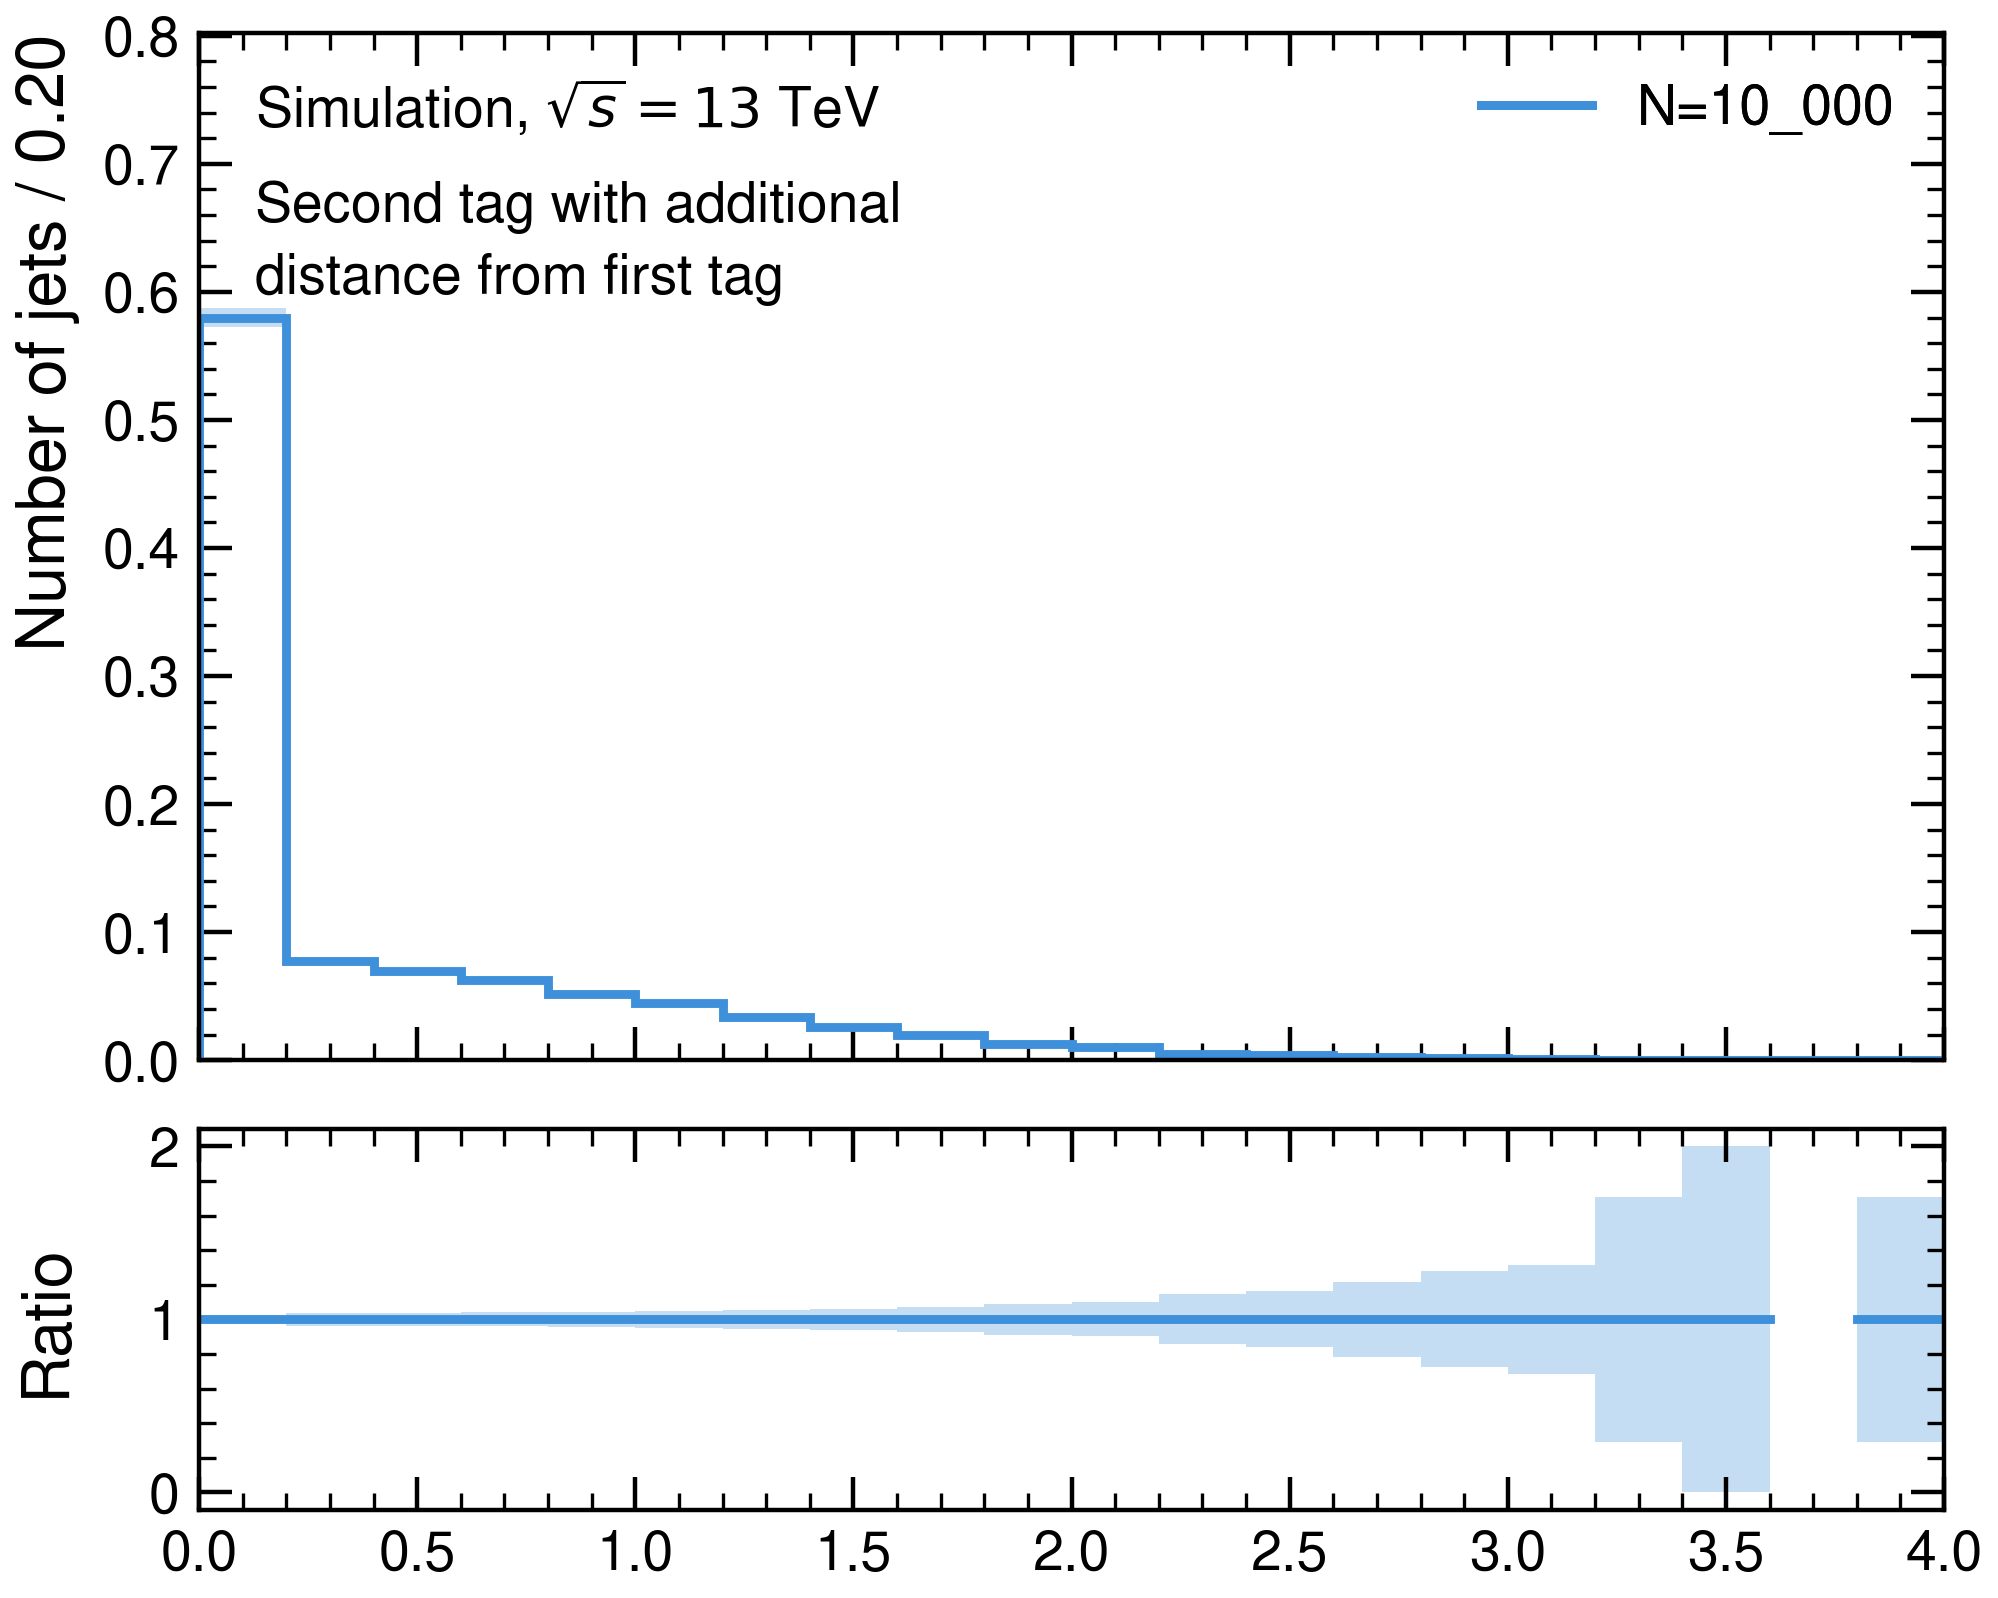 Number of jets / 0.20
0.8
0.7
0.6
0.5
0.4
0.3
0.2
0.1
0.0
Simulation, √s = 13 TeV
N=10_000
Second tag with additional
distance from first tag
Ratio
2
1
0
0.0 0.5 1.0 1.5 2.0 2.5 3.0 3.5 4.0